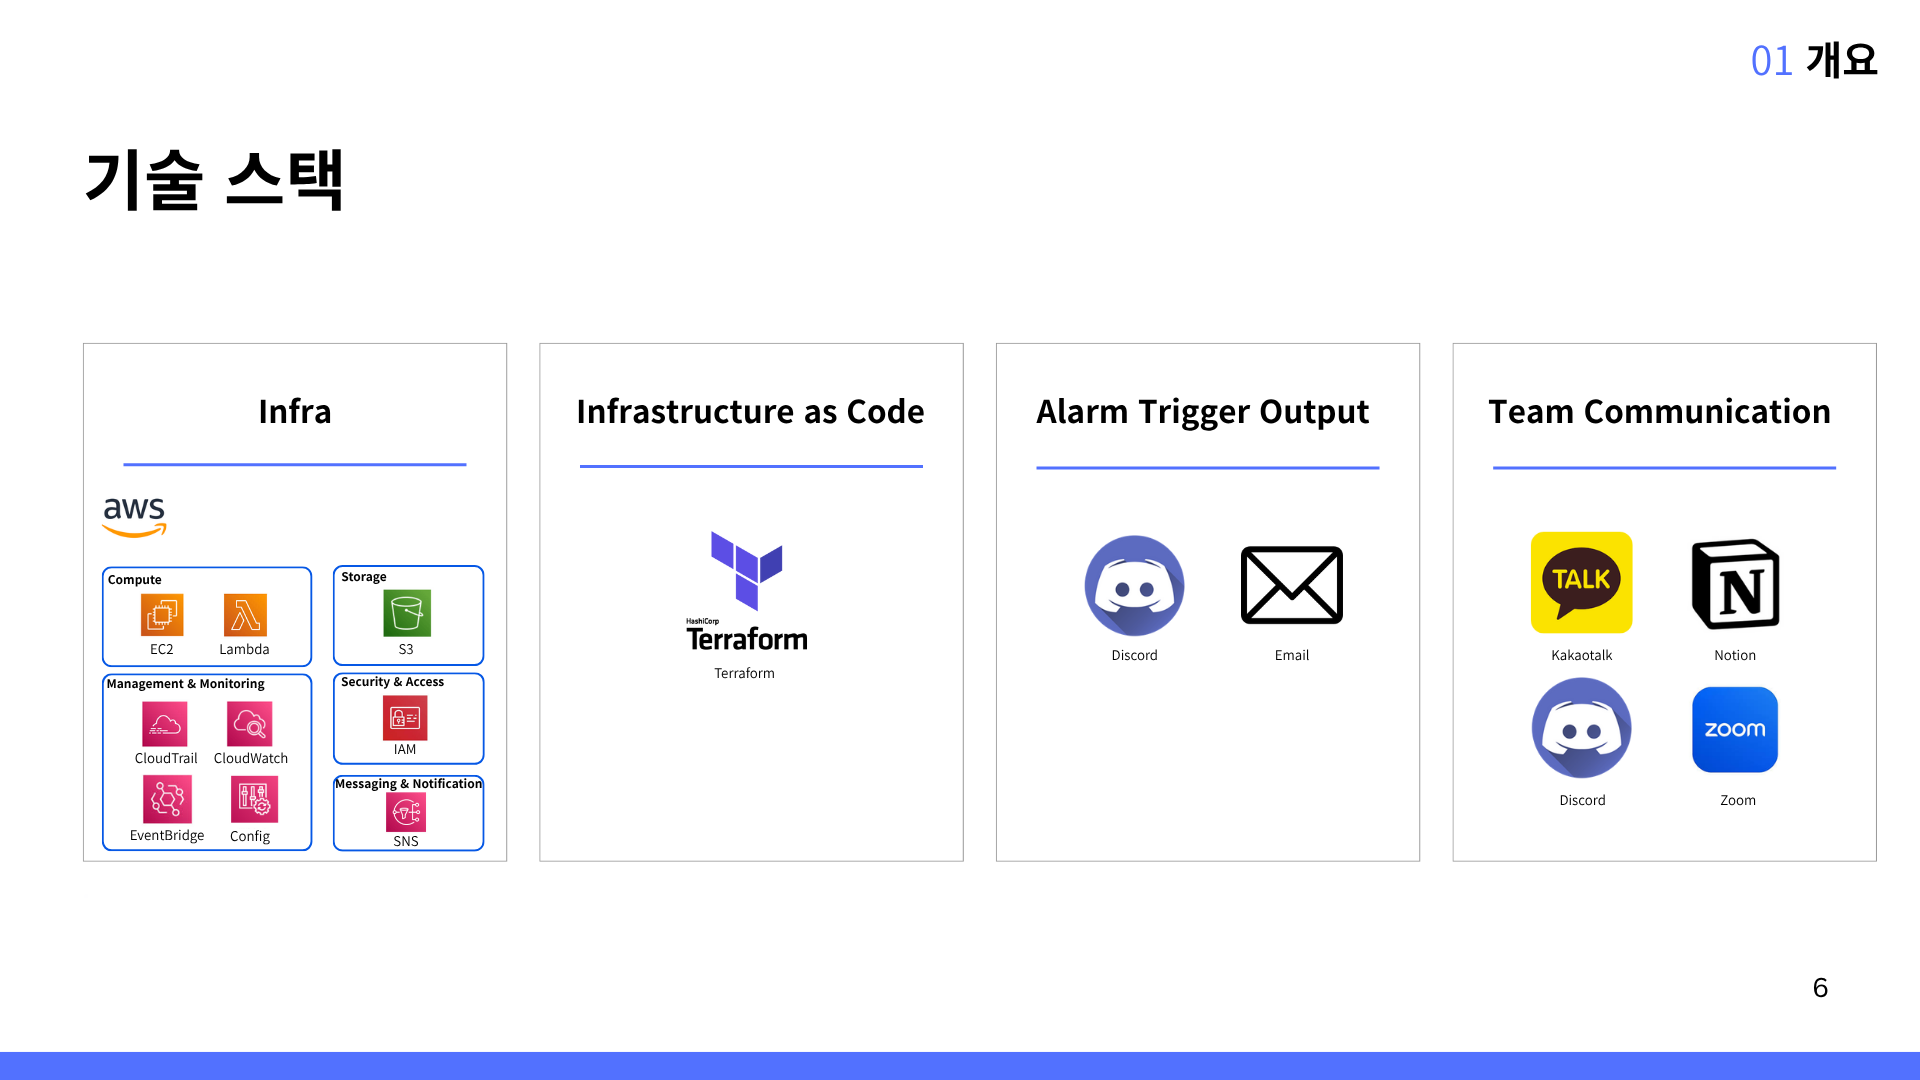 01 개요
기술 스택
Infra
aws
Compute
EC2
Lambda
Storage
S3
Management & Monitoring
CloudTrail
CloudWatch
EventBridge
Config
Security & Access
IAM
Messaging & Notification
SNS
Infrastructure as Code
HashiCorp
Terraform
Terraform
Alarm Trigger Output
Discord
Email
Team Communication
TALK
Kakaotalk
N
Notion
Discord
zoom
Zoom
6